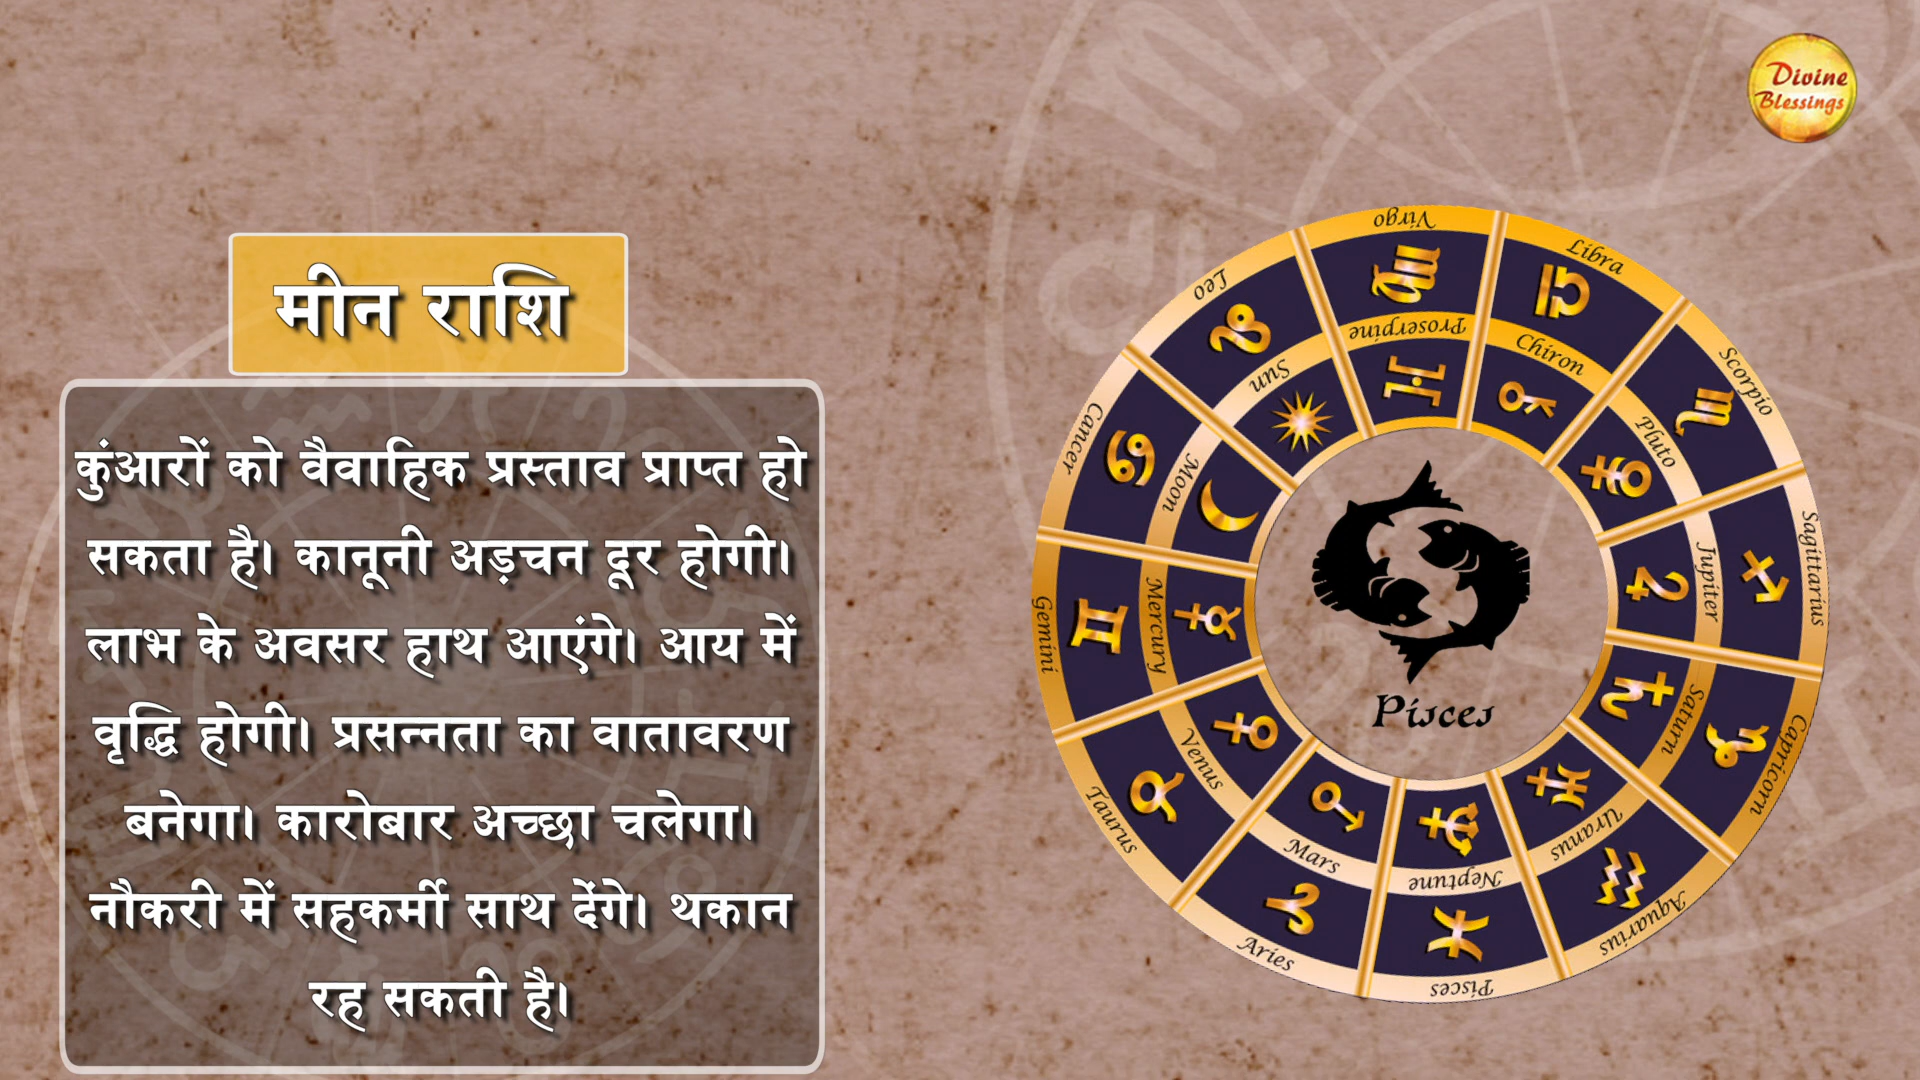 Divine
Blessings
मीन राशि
कुंआरों को वैवाहिक प्रस्ताव प्राप्त हो
सकता है। कानूनी अड़चन दूर होगी।
लाभ के अवसर हाथ आएंगे। आय में
वृद्धि होगी। प्रसन्नता का वातावरण
बनेगा। कारोबार अच्छा चलेगा।
नौकरी में सहकर्मी साथ देंगे। थकान
रह सकती है।
Virgo
Libra
Scorpio
Sagittarius
Capricorn
Aquarius
Pisces
Aries
Taurus
Gemini
Cancer
Leo
Proserpine
Chiron
Pluto
Jupiter
Saturn
Uranus
Neptune
Mars
Venus
Mercury
Moon
Sun
Pisces